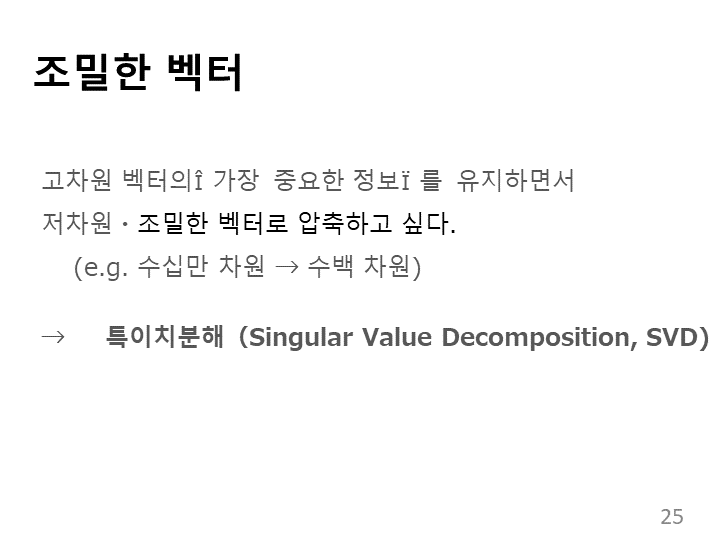 조밀한 벡터
고차원 벡터의î 가장 중요한 정보ï 를 유지하면서
저차원・조밀한 벡터로 압축하고 싶다.
(e.g. 수십만 차원 → 수백 차원)
→ 특이치분해 (Singular Value Decomposition, SVD)
25